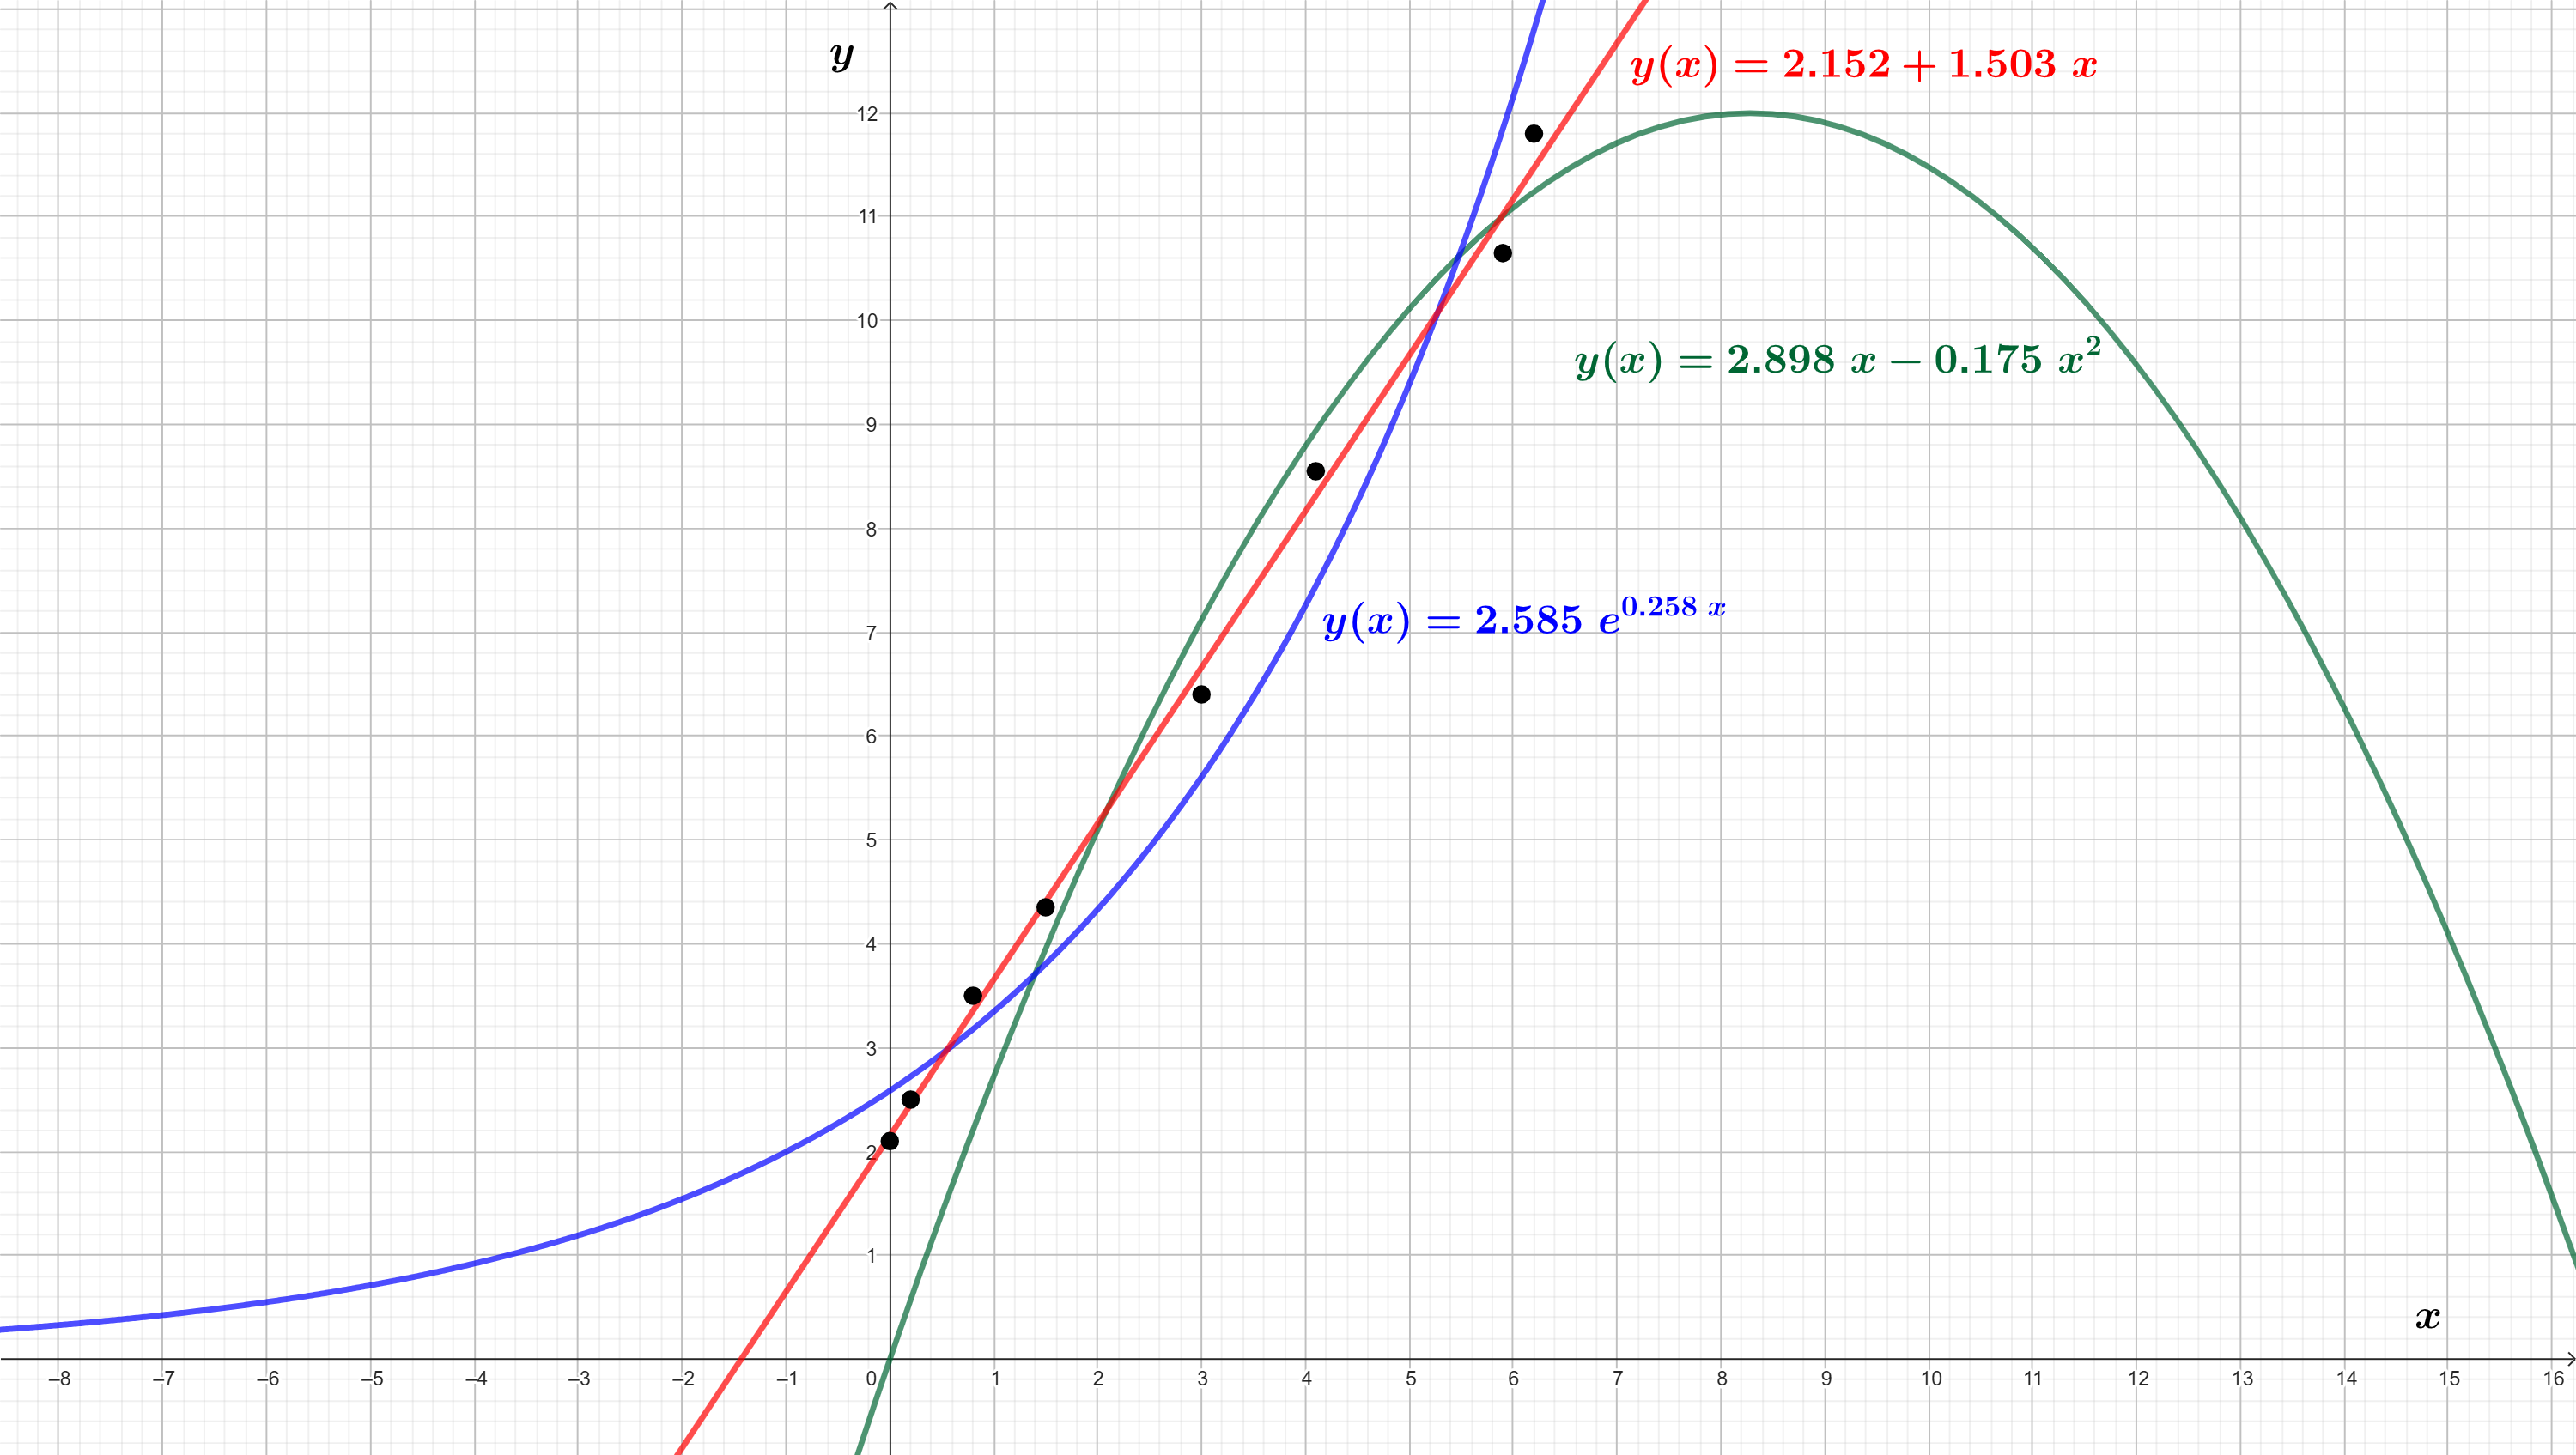 y
y(x) = 2.152 + 1.503 x
12
11
10
y(x) = 2.898 x − 0.175 x²
9
8
y(x) = 2.585 e^{0.258 x}
7
6
5
4
3
2
1
x
–8 –7 –6 –5 –4 –3 –2 –1 0 1 2 3 4 5 6 7 8 9 10 11 12 13 14 15 16